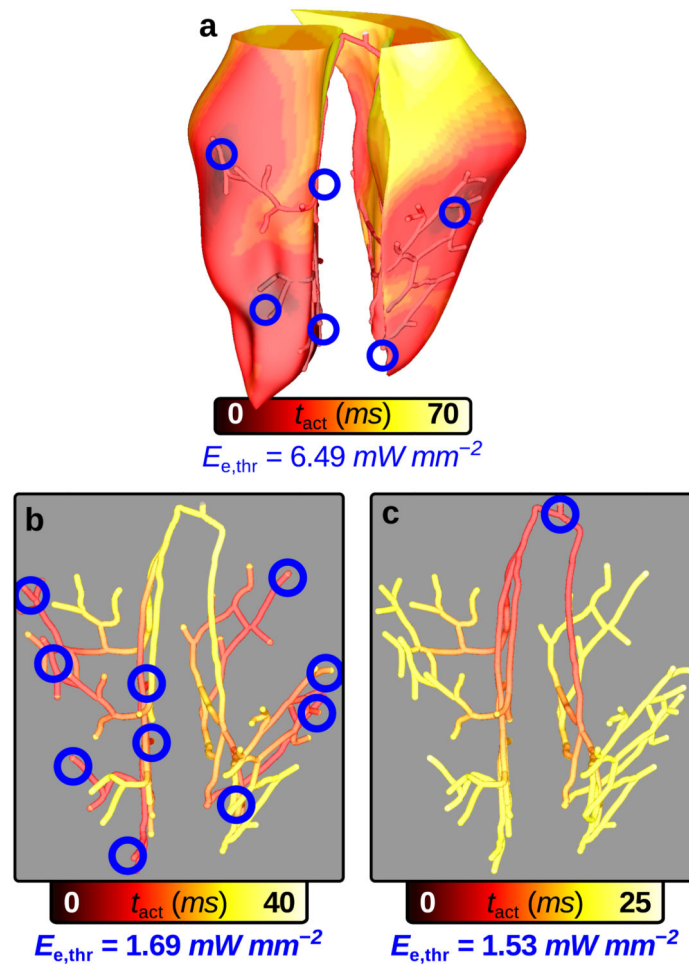 a
0 t_act (ms) 70
E_e,thr = 6.49 mW mm⁻²
b
c
0 t_act (ms) 40
0 t_act (ms) 25
E_e,thr = 1.69 mW mm⁻²
E_e,thr = 1.53 mW mm⁻²